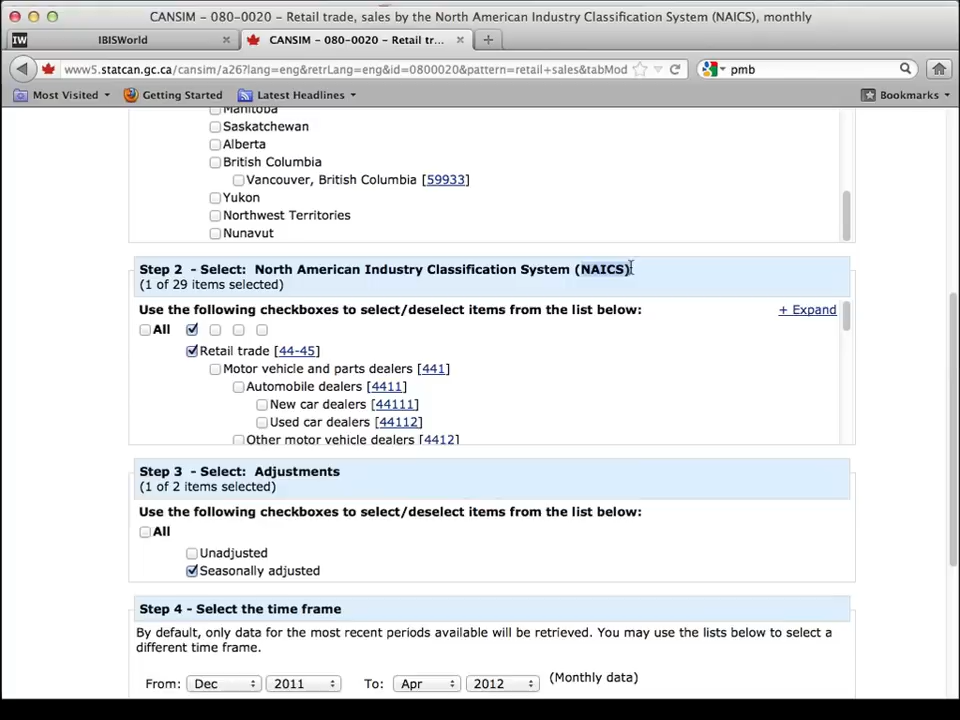 CANSIM – 080-0020 – Retail trade, sales by the North American Industry Classification System (NAICS), monthly
IW IBISWorld × CANSIM – 080-0020 – Retail tr... × +
www5.statcan.gc.ca/cansim/a26?lang=eng&retrLang=eng&id=0800020&pattern=retail+sales&tabMod pmb
Most Visited Getting Started Latest Headlines Bookmarks
Manitoba
Saskatchewan
Alberta
British Columbia
Vancouver, British Columbia [59933]
Yukon
Northwest Territories
Nunavut
Step 2 - Select: North American Industry Classification System (NAICS)
(1 of 29 items selected)
Use the following checkboxes to select/deselect items from the list below: + Expand
All
Retail trade [44-45]
Motor vehicle and parts dealers [441]
Automobile dealers [4411]
New car dealers [44111]
Used car dealers [44112]
Other motor vehicle dealers [4412]
Step 3 - Select: Adjustments
(1 of 2 items selected)
Use the following checkboxes to select/deselect items from the list below:
All
Unadjusted
Seasonally adjusted
Step 4 - Select the time frame
By default, only data for the most recent periods available will be retrieved. You may use the lists below to select a
different time frame.
From: Dec 2011 To: Apr 2012 (Monthly data)